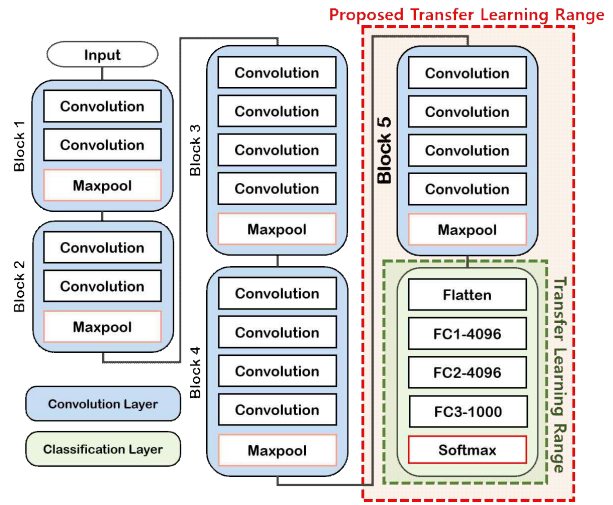 Proposed Transfer Learning Range
Input
Block 1
Convolution
Convolution
Maxpool
Block 2
Convolution
Convolution
Maxpool
Block 3
Convolution
Convolution
Convolution
Convolution
Maxpool
Block 4
Convolution
Convolution
Convolution
Convolution
Maxpool
Block 5
Convolution
Convolution
Convolution
Convolution
Maxpool
Transfer Learning Range
Flatten
FC1-4096
FC2-4096
FC3-1000
Softmax
Convolution Layer
Classification Layer